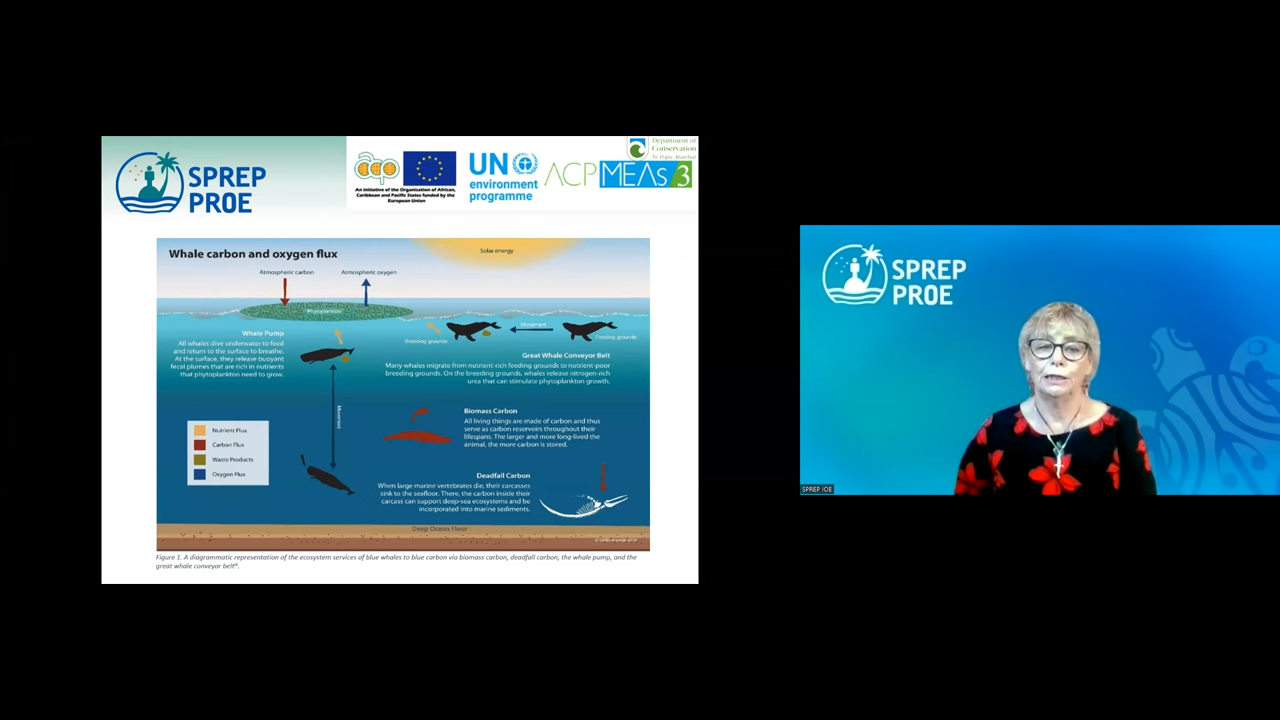 SPREP
PROE
acp
An initiative of the Organisation of African,
Caribbean and Pacific States funded by the
European Union
UN
environment
programme
ACP MEAs /3
Department of
Conservation
Te Papa Atawhai
Whale carbon and oxygen flux
Solar energy
Atmospheric carbon
Atmospheric oxygen
Phytoplankton
Whale Pump
All whales dive underwater to feed
and return to the surface to breathe.
At the surface, they release buoyant
fecal plumes that are rich in nutrients
that phytoplankton need to grow.
Breeding grounds
Movement
Feeding grounds
Great Whale Conveyor Belt
Many whales migrate from nutrient-rich feeding grounds to nutrient-poor
breeding grounds. On the breeding grounds, whales release nitrogen-rich
urea that can stimulate phytoplankton growth.
Movement
Biomass Carbon
All living things are made of carbon and thus
serve as carbon reservoirs throughout their
lifespans. The larger and more long-lived the
animal, the more carbon is stored.
Nutrient Flux
Carbon Flux
Waste Products
Oxygen Flux
Deadfall Carbon
When large marine vertebrates die, their carcasses
sink to the seafloor. There, the carbon inside their
carcass can support deep-sea ecosystems and be
incorporated into marine sediments.
Deep Ocean Floor
Figure 1. A diagrammatic representation of the ecosystem services of blue whales to blue carbon via biomass carbon, deadfall carbon, the whale pump, and the
great whale conveyor belt
SPREP
PROE
SPREP iOE